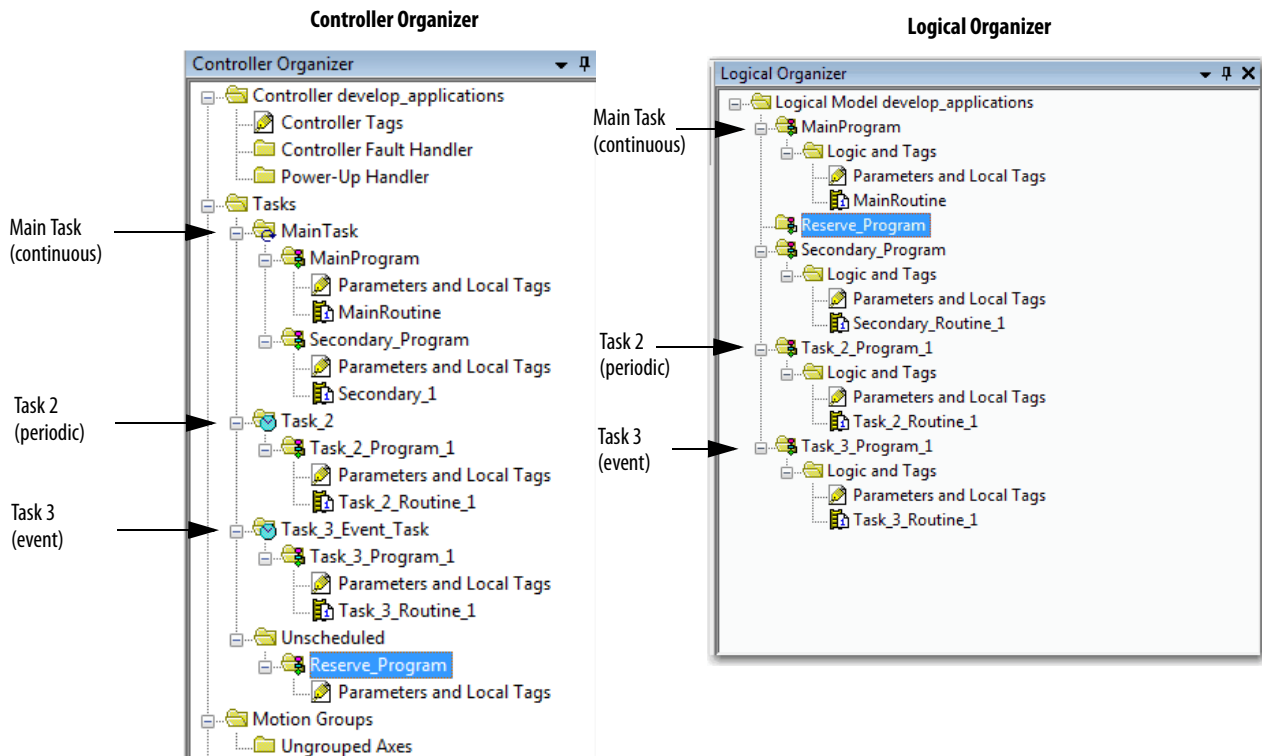 Controller Organizer
Controller Organizer
Controller develop_applications
Controller Tags
Controller Fault Handler
Power-Up Handler
Tasks
Main Task
(continuous)
MainTask
MainProgram
Parameters and Local Tags
MainRoutine
Secondary_Program
Parameters and Local Tags
Secondary_1
Task 2
(periodic)
Task_2
Task_2_Program_1
Parameters and Local Tags
Task_2_Routine_1
Task 3
(event)
Task_3_Event_Task
Task_3_Program_1
Parameters and Local Tags
Task_3_Routine_1
Unscheduled
Reserve_Program
Parameters and Local Tags
Motion Groups
Ungrouped Axes
Logical Organizer
Logical Organizer
Logical Model develop_applications
Main Task
(continuous)
MainProgram
Logic and Tags
Parameters and Local Tags
MainRoutine
Reserve_Program
Secondary_Program
Logic and Tags
Parameters and Local Tags
Secondary_Routine_1
Task 2
(periodic)
Task_2_Program_1
Logic and Tags
Parameters and Local Tags
Task_2_Routine_1
Task 3
(event)
Task_3_Program_1
Logic and Tags
Parameters and Local Tags
Task_3_Routine_1